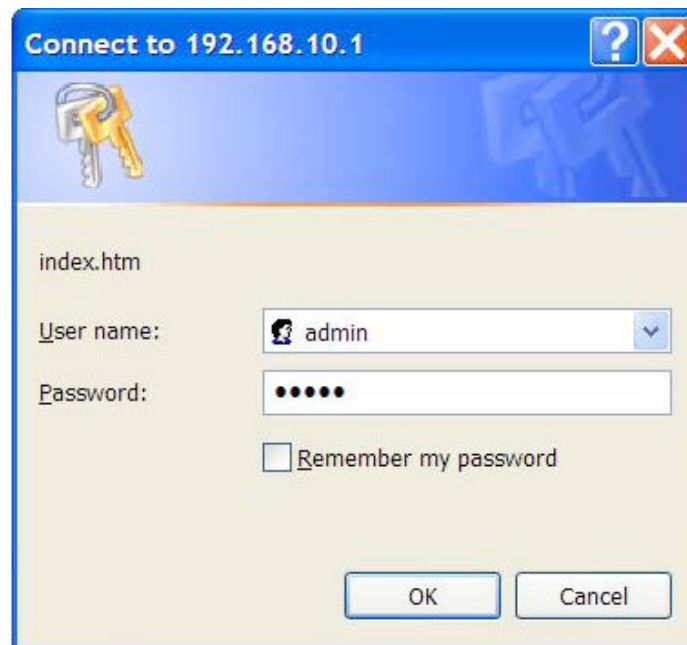 Connect to 192.168.10.1
index.htm
User name: admin
Password: •••••
Remember my password
OK Cancel